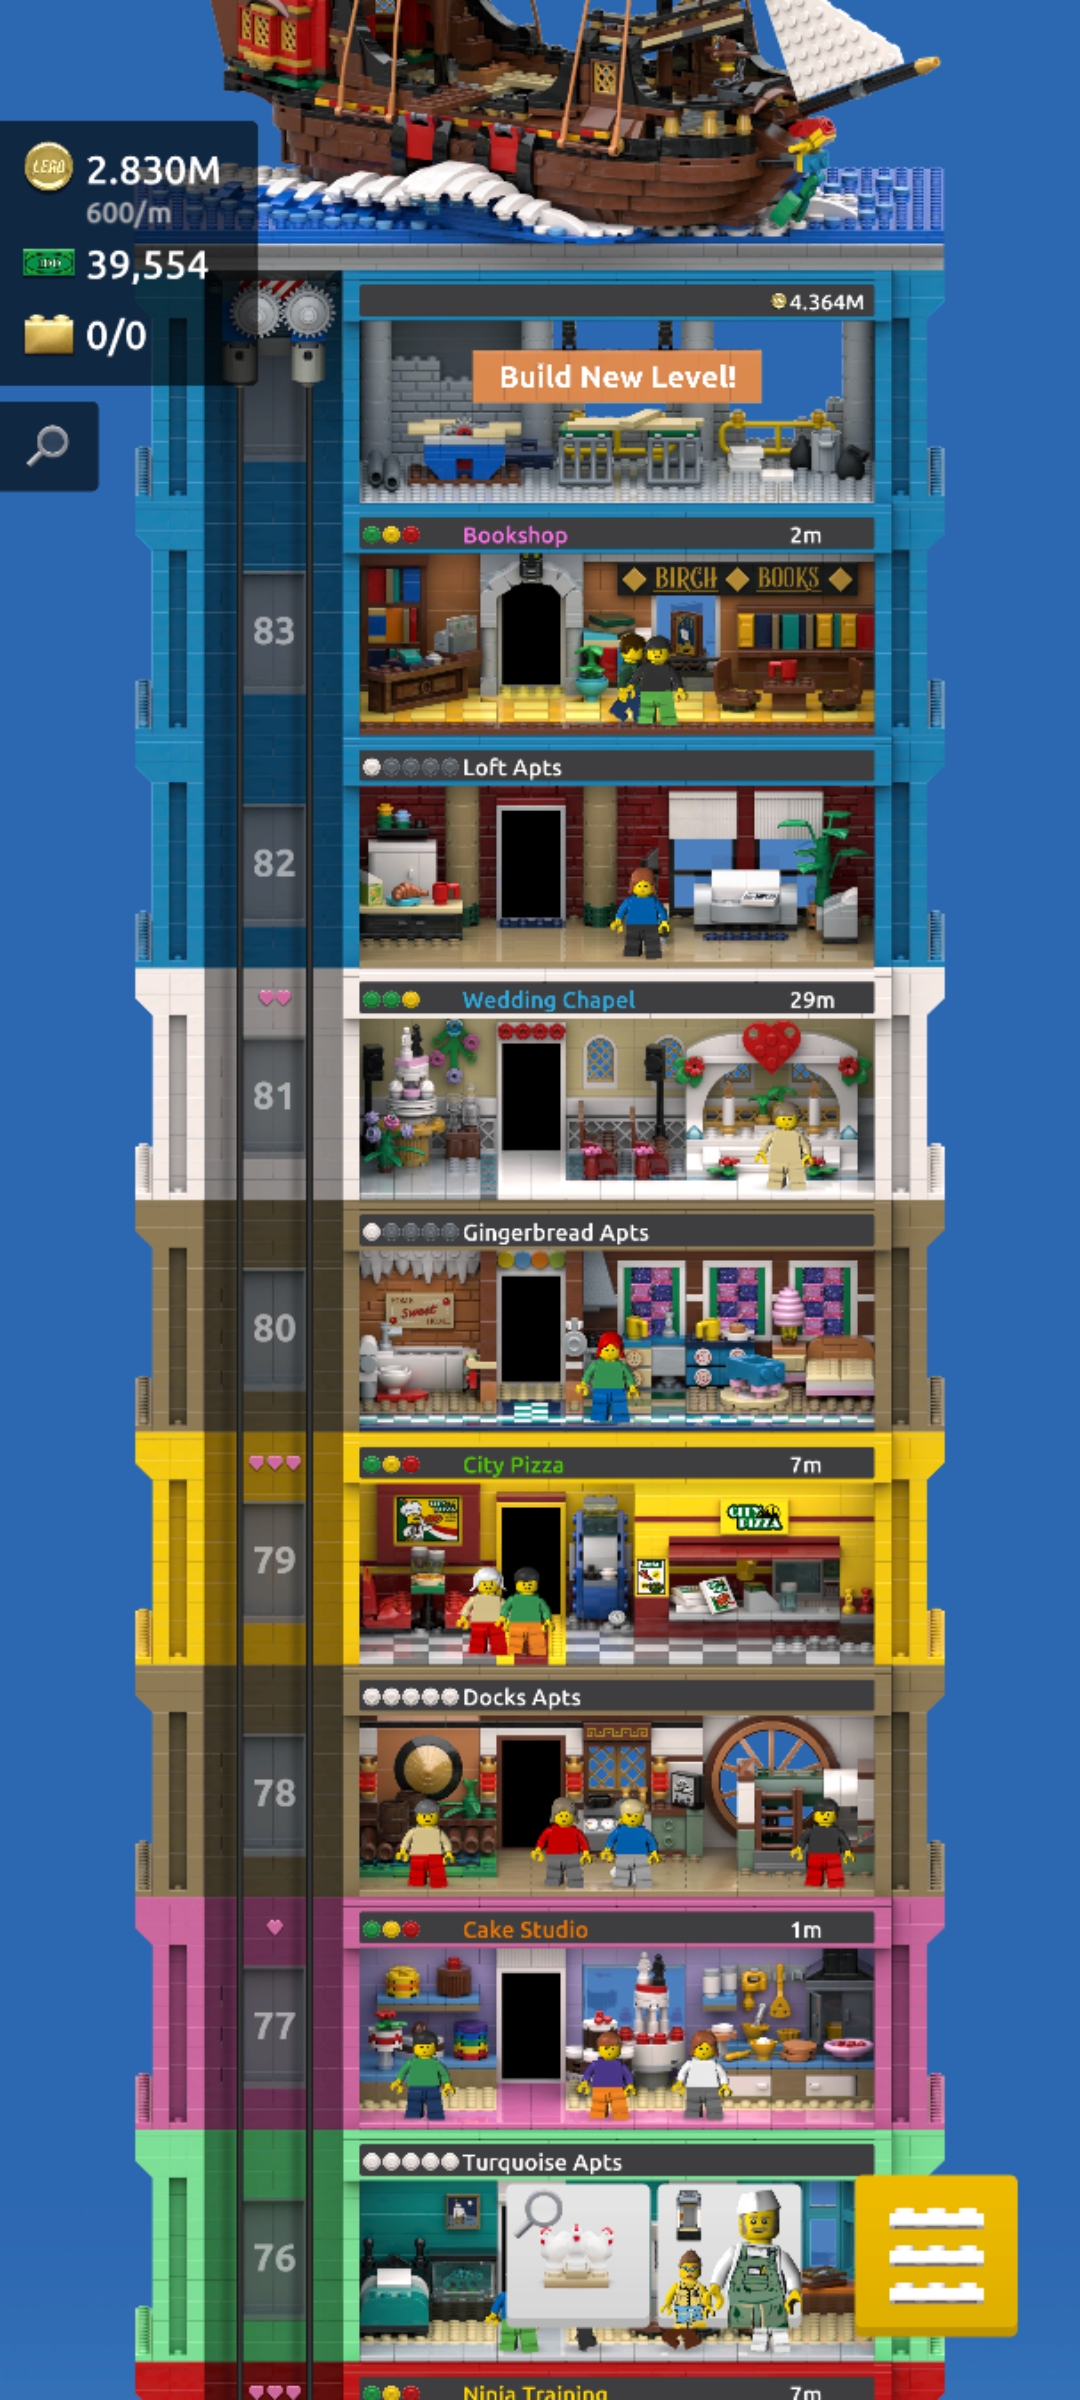 LEGO 2.830M
600/m
39,554
0/0
4.364M
Build New Level!
Bookshop 2m
BIRCH BOOKS
83
Loft Apts
82
Wedding Chapel 29m
81
Gingerbread Apts
Sweet
80
City Pizza 7m
CITY PIZZA
79
Docks Apts
78
Cake Studio 1m
77
Turquoise Apts
76
Ninja Training 7m